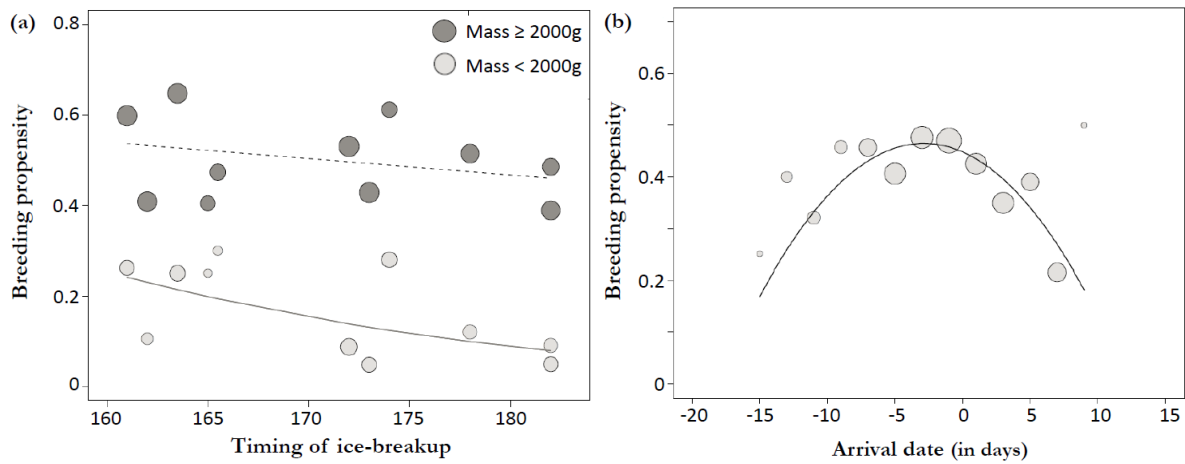 (a)
Mass ≥ 2000g
Mass < 2000g
Breeding propensity
0.8
0.6
0.4
0.2
0
160 165 170 175 180
Timing of ice-breakup
(b)
Breeding propensity
0.6
0.4
0.2
0
-20 -15 -10 -5 0 5 10 15
Arrival date (in days)